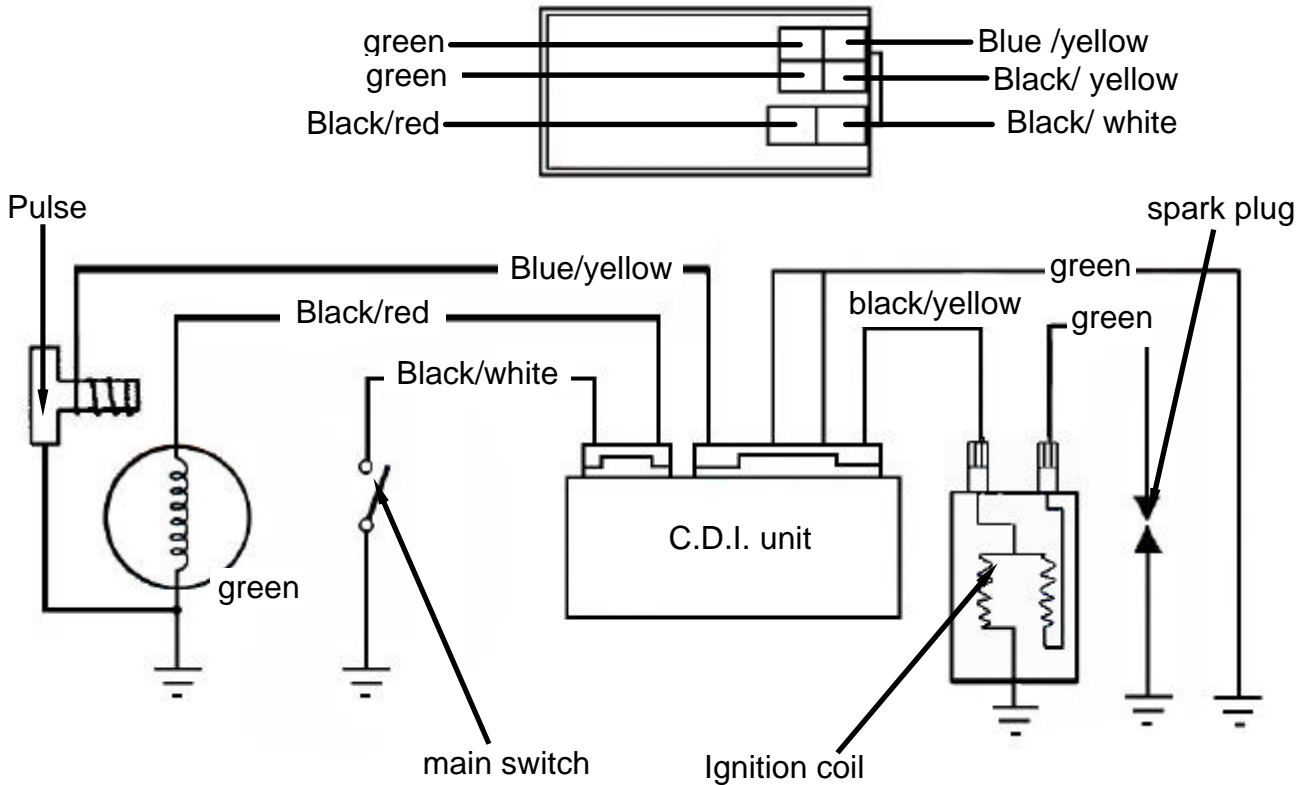 green
Blue /yellow
green
Black/ yellow
Black/red
Black/ white
Pulse
spark plug
Blue/yellow
green
Black/red
black/yellow
green
Black/white
C.D.I. unit
green
main switch
Ignition coil